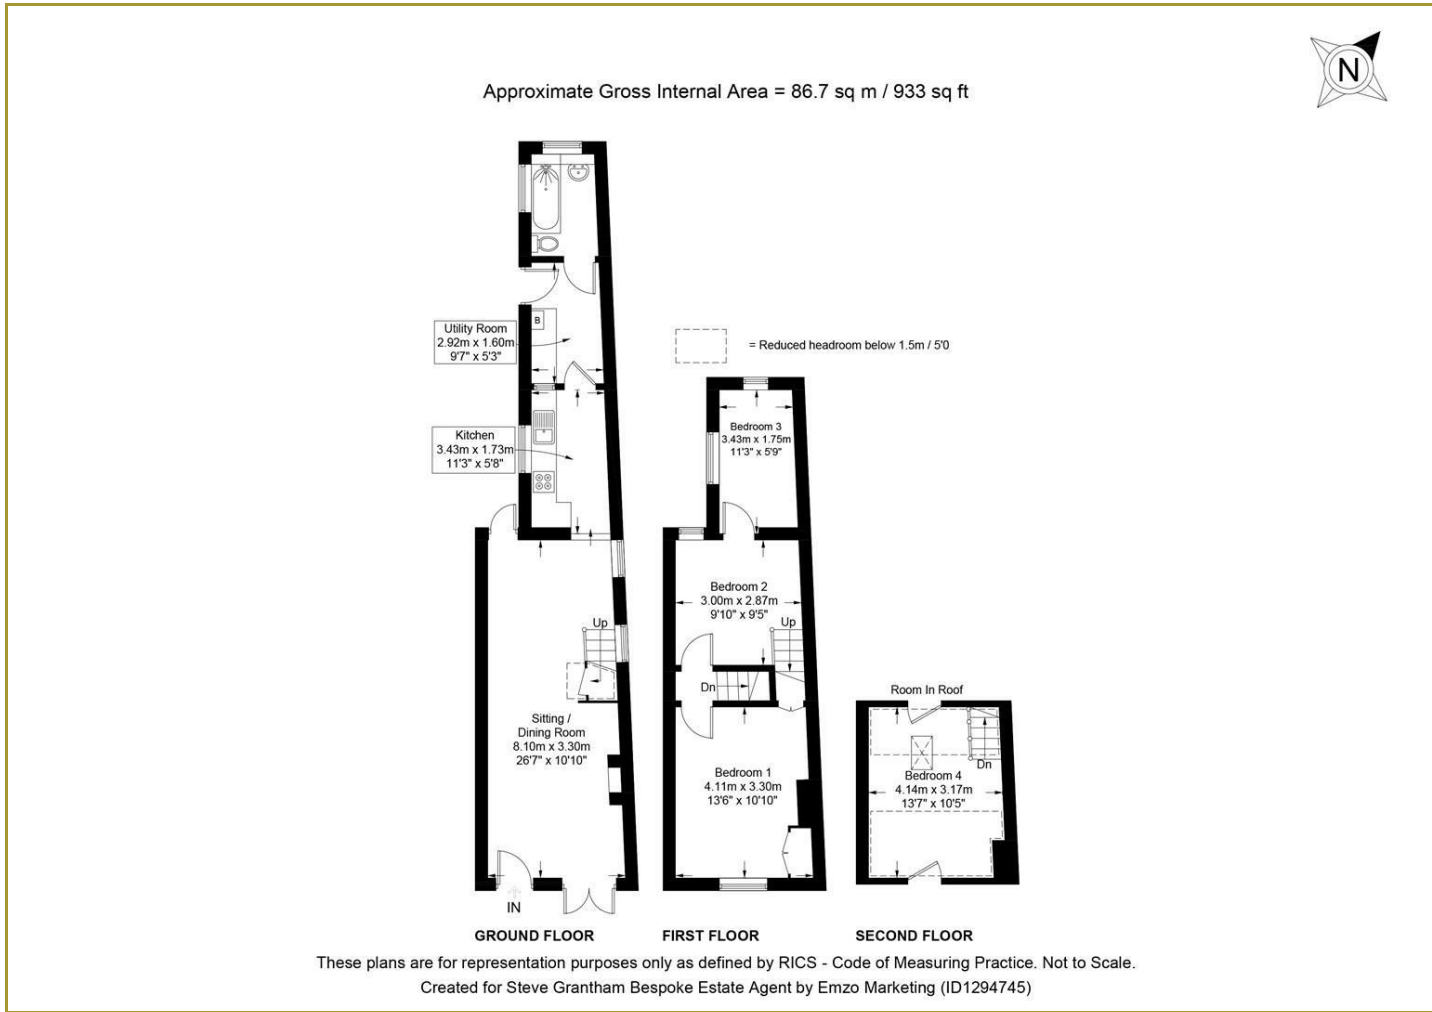 N
Approximate Gross Internal Area = 86.7 sq m / 933 sq ft
B
Utility Room
2.92m x 1.60m
9'7" x 5'3"
= Reduced headroom below 1.5m / 5'0
Kitchen
3.43m x 1.73m
11'3" x 5'8"
Bedroom 3
3.43m x 1.75m
11'3" x 5'9"
Bedroom 2
3.00m x 2.87m
9'10" x 9'5"
Up
Up
Dn
Sitting /
Dining Room
8.10m x 3.30m
26'7" x 10'10"
Bedroom 1
4.11m x 3.30m
13'6" x 10'10"
Room In Roof
Dn
Bedroom 4
4.14m x 3.17m
13'7" x 10'5"
IN
GROUND FLOOR
FIRST FLOOR
SECOND FLOOR
These plans are for representation purposes only as defined by RICS - Code of Measuring Practice. Not to Scale.
Created for Steve Grantham Bespoke Estate Agent by Emzo Marketing (ID1294745)